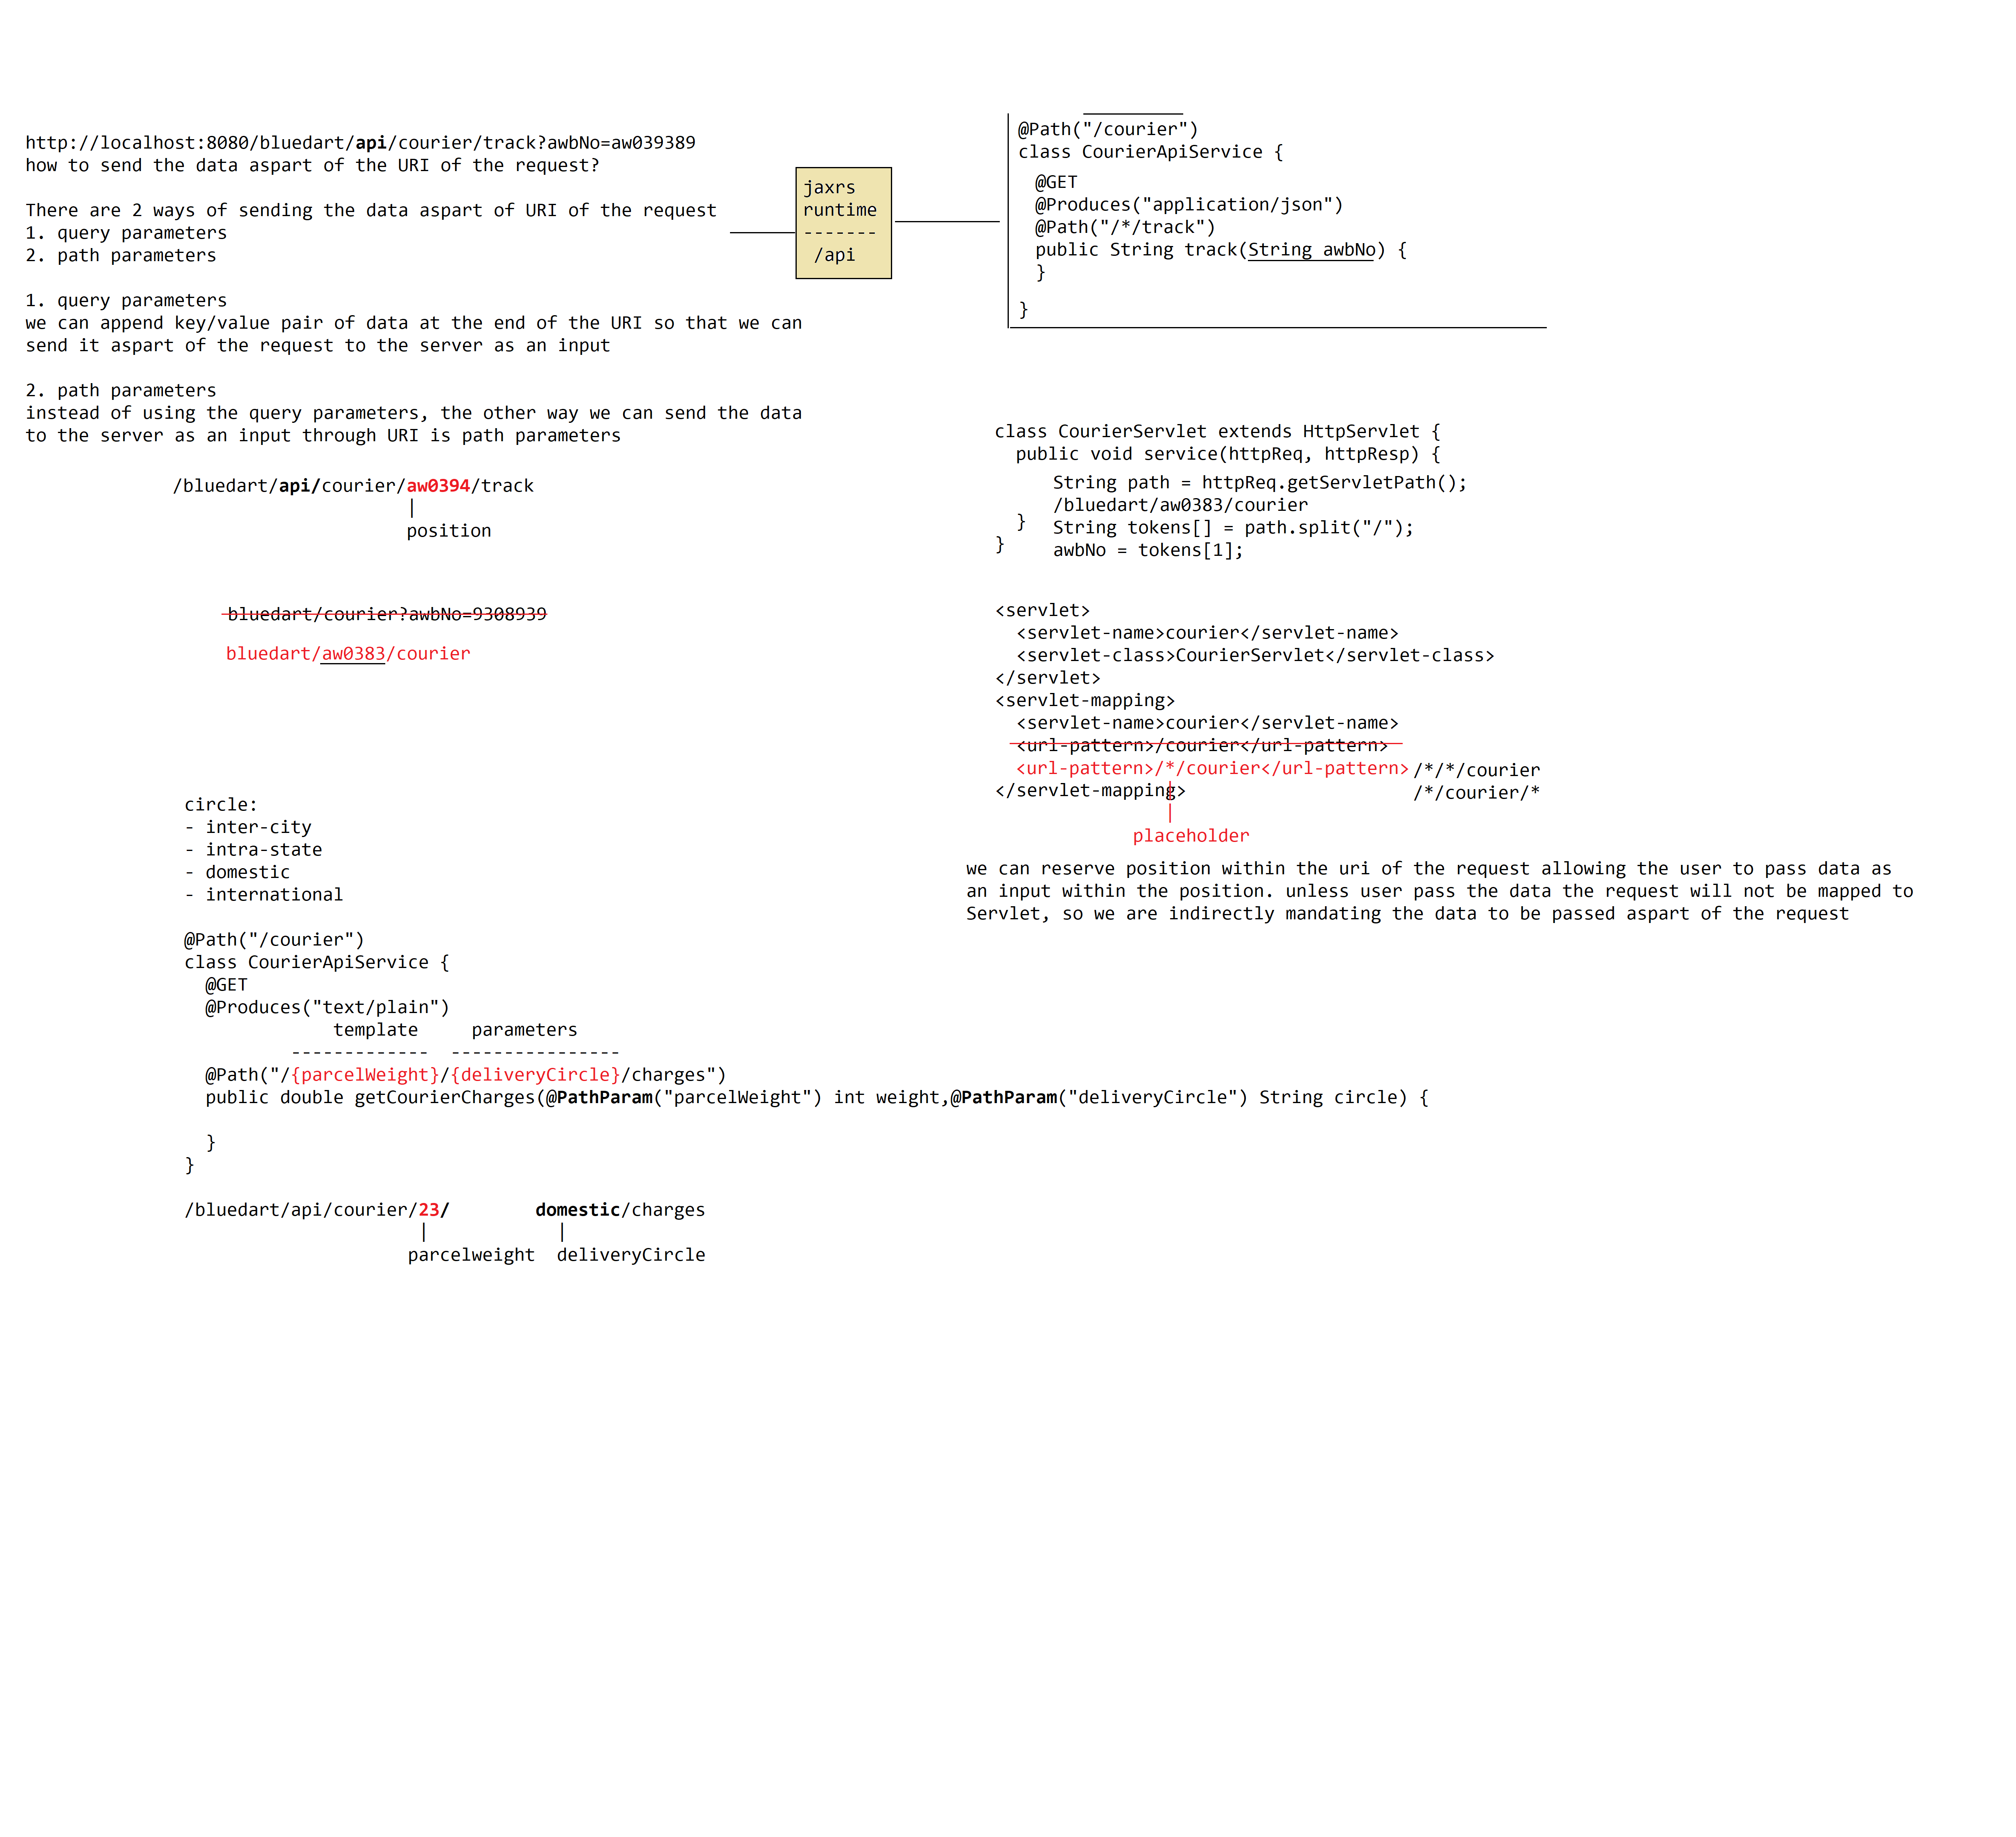 http://localhost:8080/bluedart/api/courier/track?awbNo=aw039389
how to send the data aspart of the URI of the request?
There are 2 ways of sending the data aspart of URI of the request
1. query parameters
2. path parameters
1. query parameters
we can append key/value pair of data at the end of the URI so that we can
send it aspart of the request to the server as an input
2. path parameters
instead of using the query parameters, the other way we can send the data
to the server as an input through URI is path parameters
/bluedart/api/courier/aw0394/track
|
position
bluedart/courier?awbNo=9308939
bluedart/aw0383/courier
jaxrs
runtime
-------
/api
@Path("/courier")
class CourierApiService {
@GET
@Produces("application/json")
@Path("/*/track")
public String track(String awbNo) {
}
}
class CourierServlet extends HttpServlet {
public void service(httpReq, httpResp) {
String path = httpReq.getServletPath();
/bluedart/aw0383/courier
String tokens[] = path.split("/");
awbNo = tokens[1];
}
}
<servlet>
<servlet-name>courier</servlet-name>
<servlet-class>CourierServlet</servlet-class>
</servlet>
<servlet-mapping>
<servlet-name>courier</servlet-name>
<url-pattern>/courier</url-pattern>
<url-pattern>/*/courier</url-pattern> /*/*/courier
</servlet-mapping> /*/courier/*
|
placeholder
we can reserve position within the uri of the request allowing the user to pass data as
an input within the position. unless user pass the data the request will not be mapped to
Servlet, so we are indirectly mandating the data to be passed aspart of the request
circle:
- inter-city
- intra-state
- domestic
- international
@Path("/courier")
class CourierApiService {
@GET
@Produces("text/plain")
template parameters
------------- ----------------
@Path("/{parcelWeight}/{deliveryCircle}/charges")
public double getCourierCharges(@PathParam("parcelWeight") int weight,@PathParam("deliveryCircle") String circle) {
}
}
/bluedart/api/courier/23/ domestic/charges
| |
parcelweight deliveryCircle